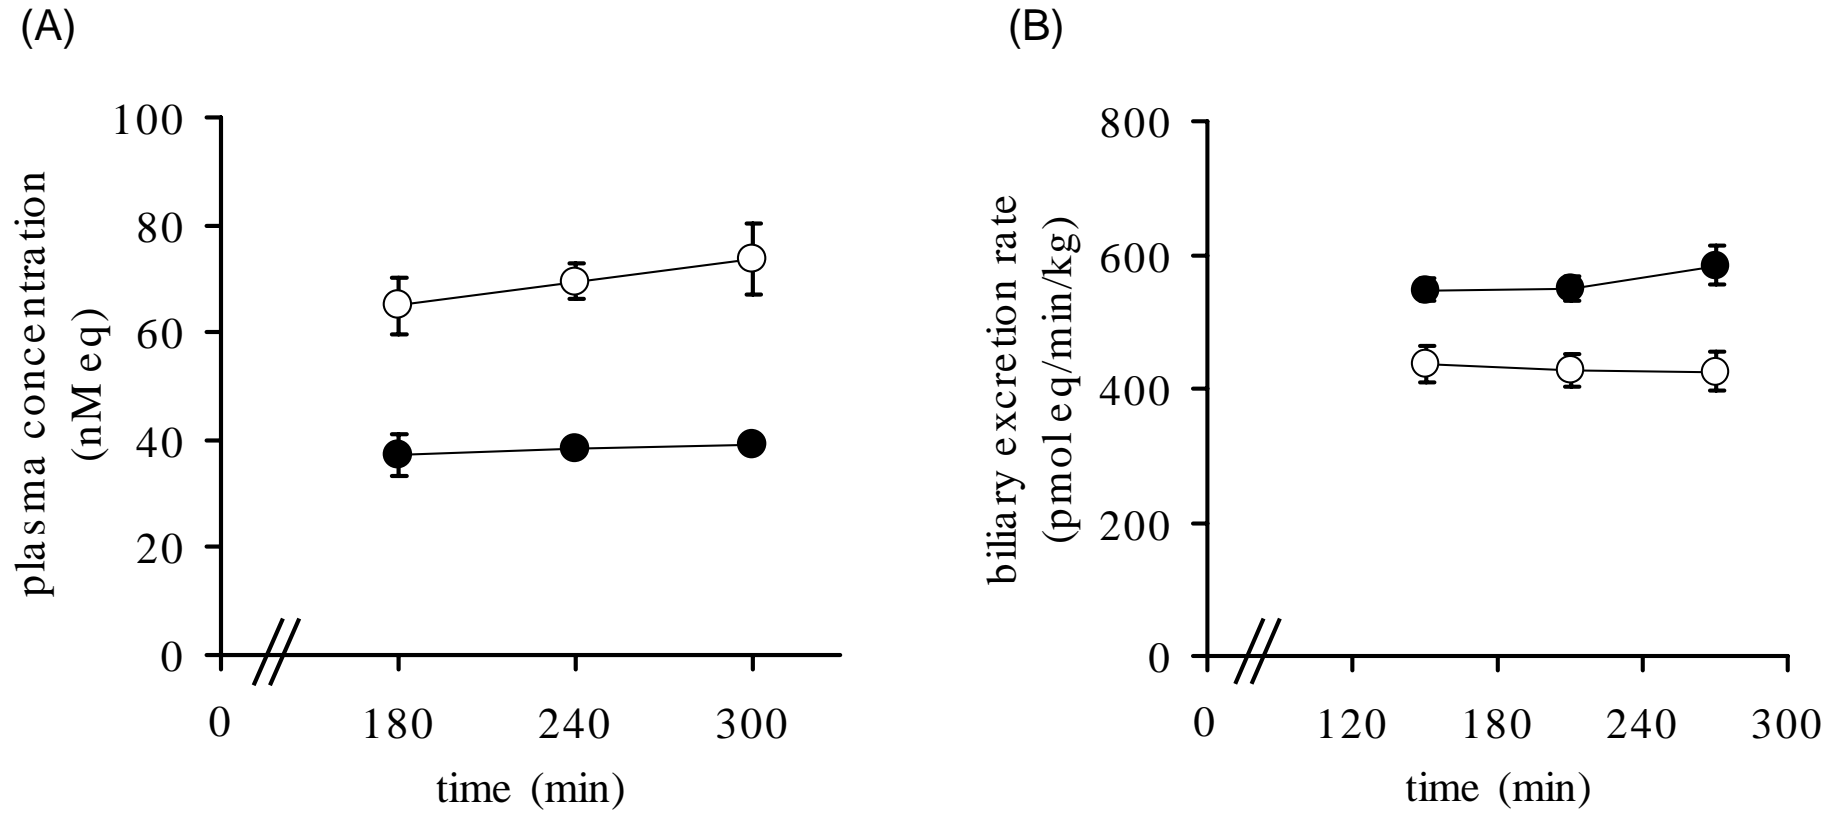 (A)
100
80
60
40
20
0
plasma concentration
(nM eq)
0 180 240 300
time (min)
(B)
800
600
400
200
0
biliary excretion rate
(pmol eq/min/kg)
0 120 180 240 300
time (min)